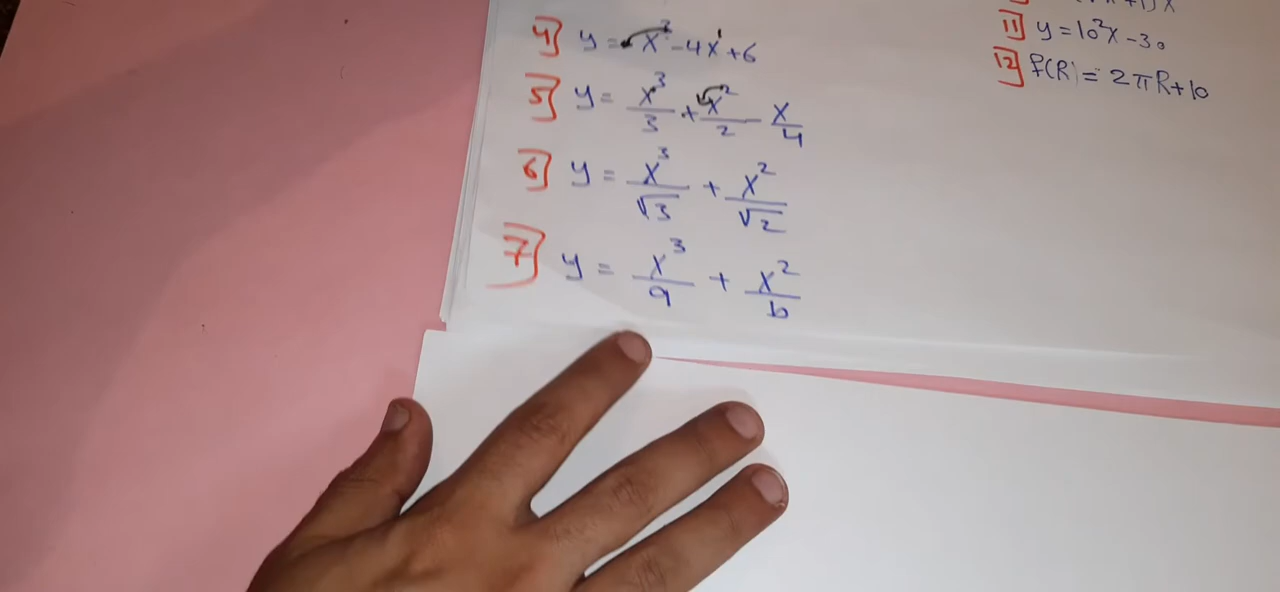 4] y = x² - 4x¹ + 6
5] y = x³/3 + x²/2 - x/4
6] y = x³/√3 + x²/√2
7] y = x³/a + x²/b
11] y = 10²x - 30
12] f(R) = 2πR + 10